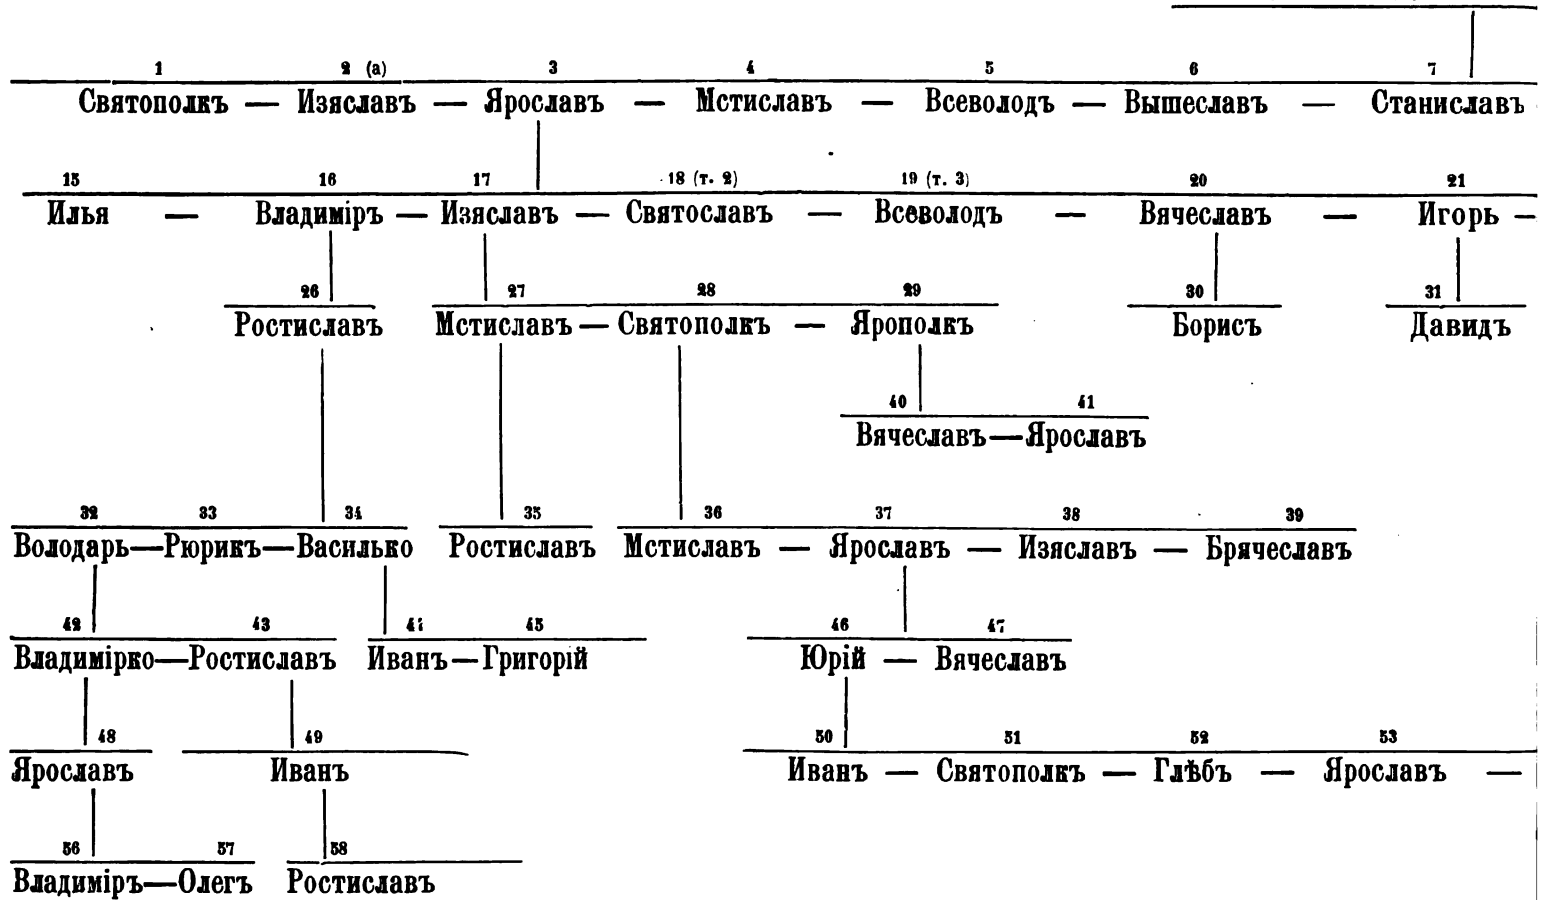 1 2 (а) 3 4 5 6 7
Святополкъ — Изяславъ — Ярославъ — Мстиславъ — Всеволодъ — Вышеславъ — Станиславъ
15 16 17 18 (т. 2) 19 (т. 3) 20 21
Илья — Владиміръ — Изяславъ — Святославъ — Всеволодъ — Вячеславъ — Игорь —
26 27 28 29 30 31
Ростиславъ Мстиславъ — Святополкъ — Ярополкъ Борисъ Давидъ
40 41
Вячеславъ — Ярославъ
32 33 34 35 36 37 38 39
Володарь — Рюрикъ — Василько Ростиславъ Мстиславъ — Ярославъ — Изяславъ — Брячеславъ
42 43 44 45 46 47
Владимірко — Ростиславъ Иванъ — Григорій Юрій — Вячеславъ
48 49 50 51 52 53
Ярославъ Иванъ Иванъ — Святополкъ — Глѣбъ — Ярославъ —
56 57 58
Владиміръ — Олегъ Ростиславъ